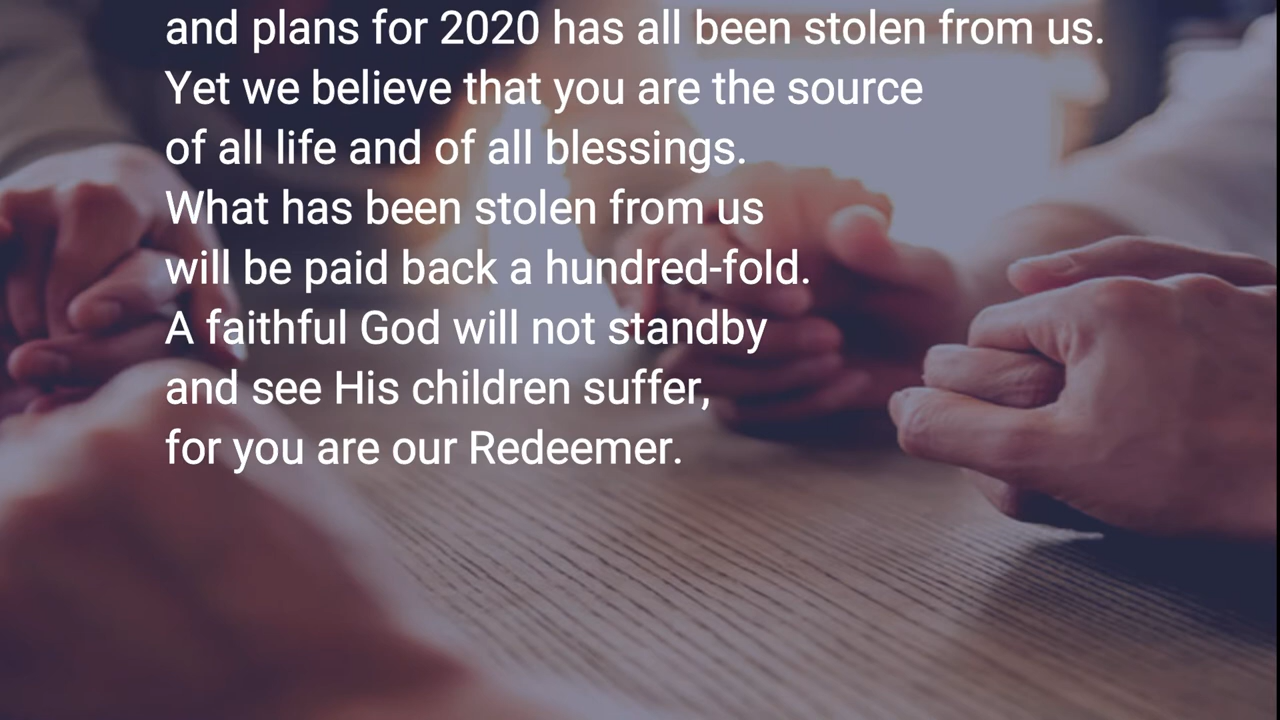 and plans for 2020 has all been stolen from us.
Yet we believe that you are the source
of all life and of all blessings.
What has been stolen from us
will be paid back a hundred-fold.
A faithful God will not standby
and see His children suffer,
for you are our Redeemer.